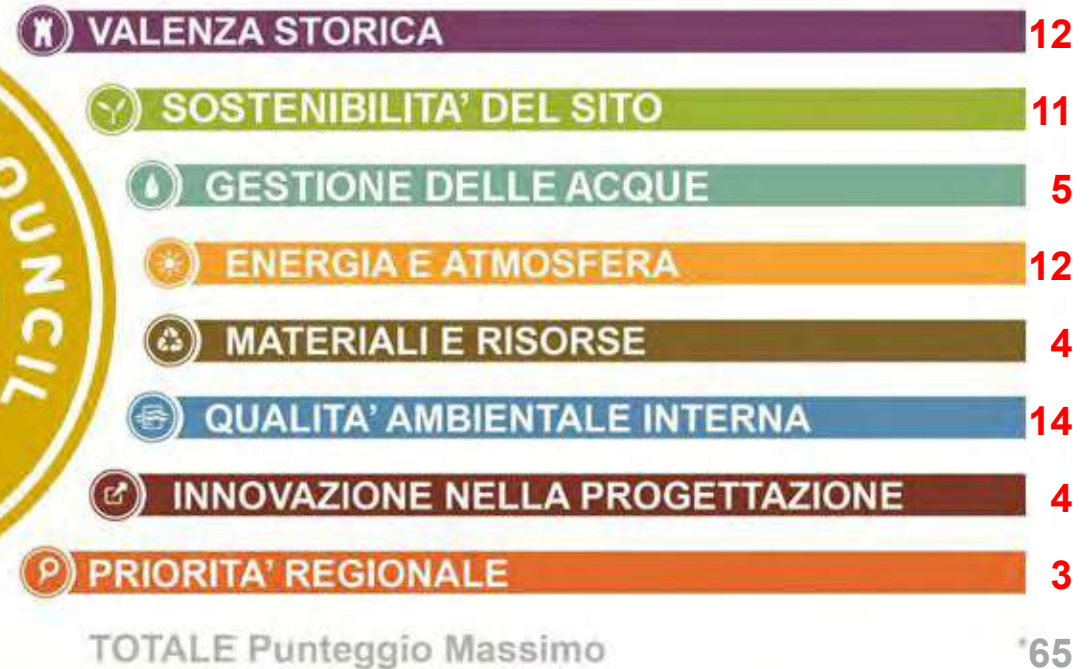 VALENZA STORICA 12
SOSTENIBILITA' DEL SITO 11
OUNCIL
GESTIONE DELLE ACQUE 5
ENERGIA E ATMOSFERA 12
MATERIALI E RISORSE 4
QUALITA' AMBIENTALE INTERNA 14
INNOVAZIONE NELLA PROGETTAZIONE 4
PRIORITA' REGIONALE 3
TOTALE Punteggio Massimo *65